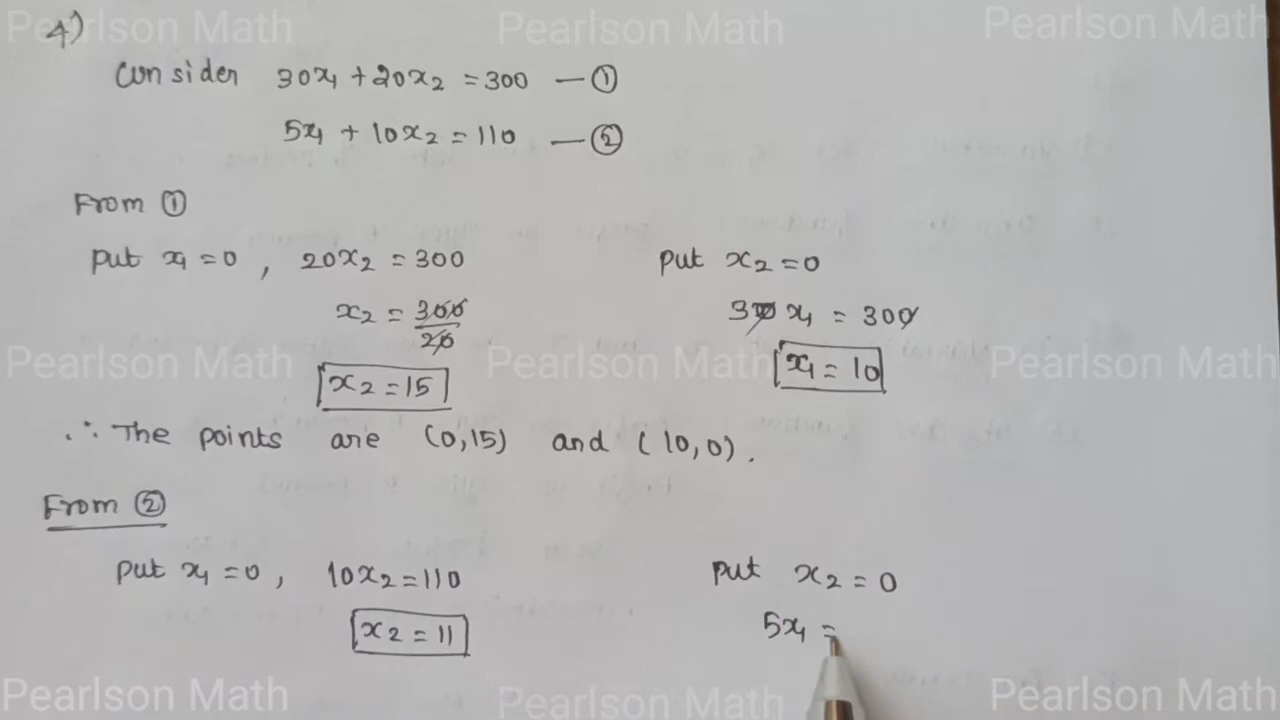 Pearlson Math Pearlson Math Pearlson Math
4)
Consider 30x₁ + 20x₂ = 300 — ①
5x₁ + 10x₂ = 110 — ②
From ①
put x₁ = 0 , 20x₂ = 300 put x₂ = 0
x₂ = 300/20 30x₁ = 300
Pearlson Math Pearlson Math Pearlson Math
x₂ = 15 x₁ = 10
∴ The points are (0,15) and (10,0).
From ②
put x₁ = 0 , 10x₂ = 110 put x₂ = 0
x₂ = 11 5x₁ =
Pearlson Math Pearlson Math Pearlson Math